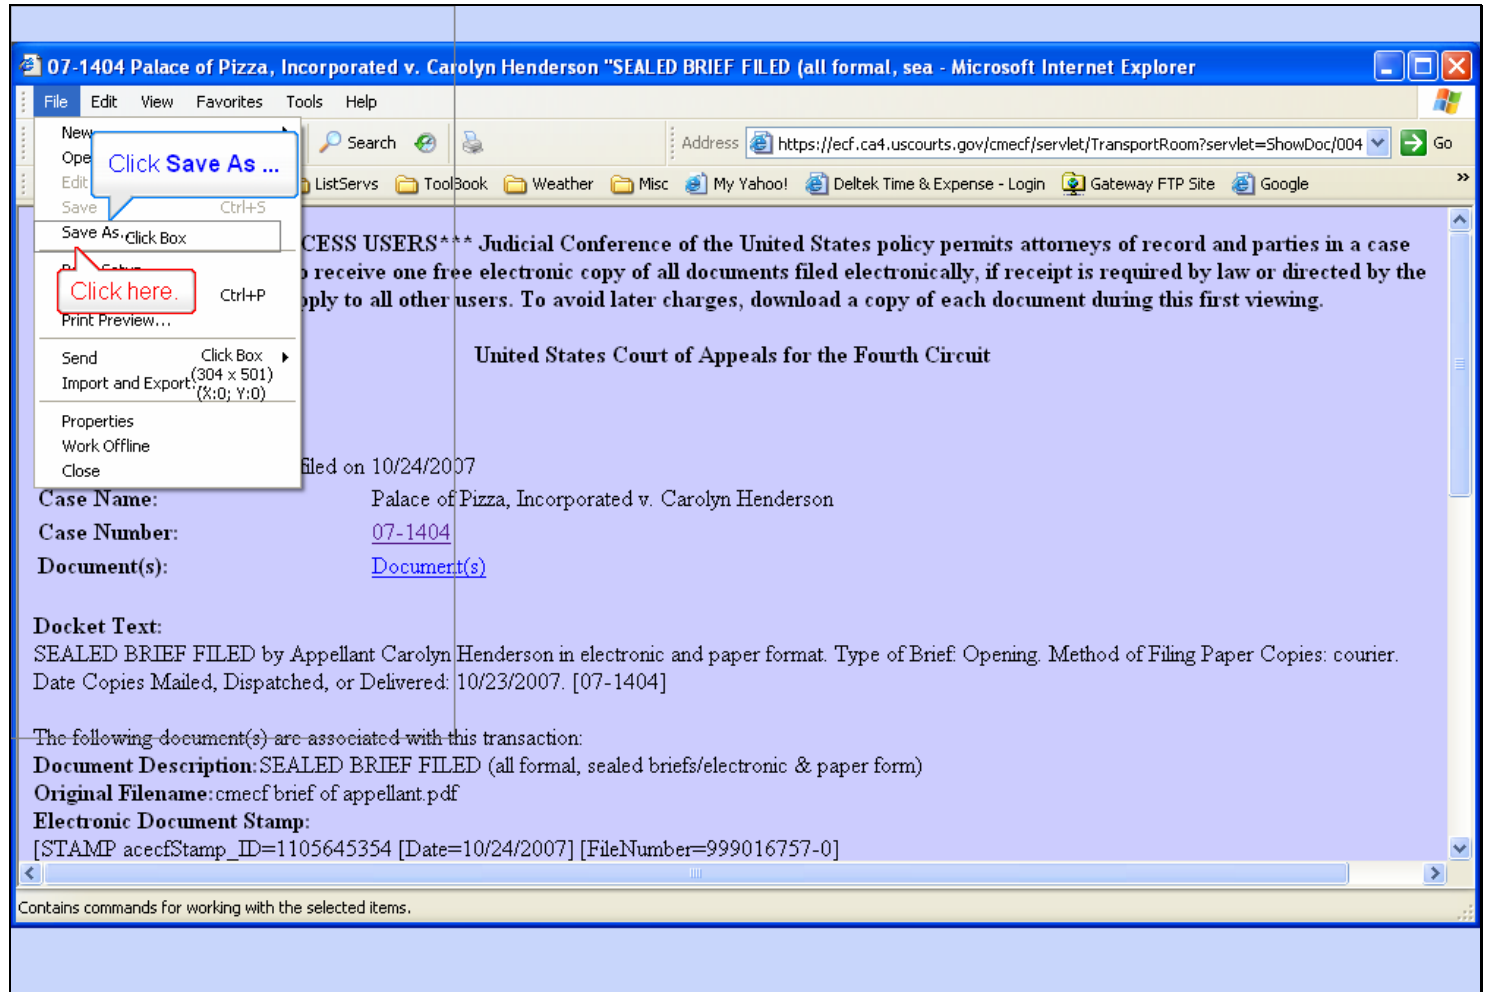 07-1404 Palace of Pizza, Incorporated v. Carolyn Henderson "SEALED BRIEF FILED (all formal, sea - Microsoft Internet Explorer
File Edit View Favorites Tools Help
New
Search
Address https://ecf.ca4.uscourts.gov/cmecf/servlet/TransportRoom?servlet=ShowDoc/004 Go
Ope
Click Save As ...
Edit
ListServs ToolBook Weather Misc My Yahoo! Deltek Time & Expense - Login Gateway FTP Site Google »
Save Ctrl+S
Save As.. Click Box
CESS USERS*** Judicial Conference of the United States policy permits attorneys of record and parties in a case
receive one free electronic copy of all documents filed electronically, if receipt is required by law or directed by the
Click here. Ctrl+P
pply to all other users. To avoid later charges, download a copy of each document during this first viewing.
Print Preview...
United States Court of Appeals for the Fourth Circuit
Send Click Box
Import and Export... (304 x 501)
(X:0; Y:0)
Properties
Work Offline
Close
filed on 10/24/2007
Case Name: Palace of Pizza, Incorporated v. Carolyn Henderson
Case Number: 07-1404
Document(s): Document(s)
Docket Text:
SEALED BRIEF FILED by Appellant Carolyn Henderson in electronic and paper format. Type of Brief: Opening. Method of Filing Paper Copies: courier.
Date Copies Mailed, Dispatched, or Delivered: 10/23/2007. [07-1404]
The following document(s) are associated with this transaction:
Document Description: SEALED BRIEF FILED (all formal, sealed briefs/electronic & paper form)
Original Filename: cmecf brief of appellant.pdf
Electronic Document Stamp:
[STAMP acecfStamp_ID=1105645354 [Date=10/24/2007] [FileNumber=999016757-0]
Contains commands for working with the selected items.